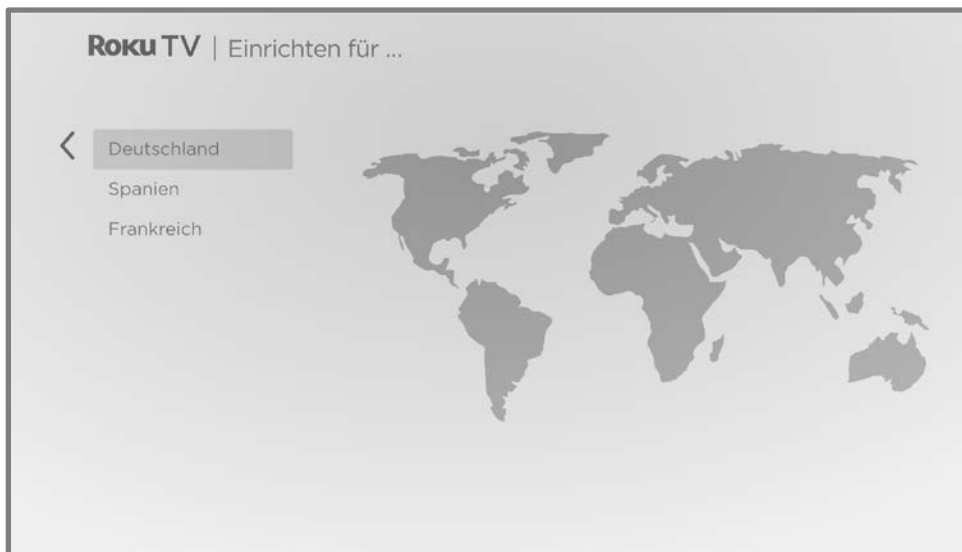 Roku TV | Einrichten für ...
Deutschland
Spanien
Frankreich